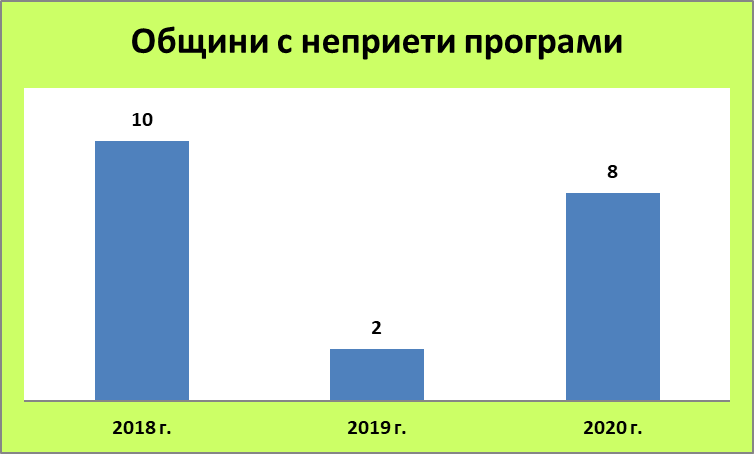 Общини с неприети програми
10
8
2
2018 г.
2019 г.
2020 г.